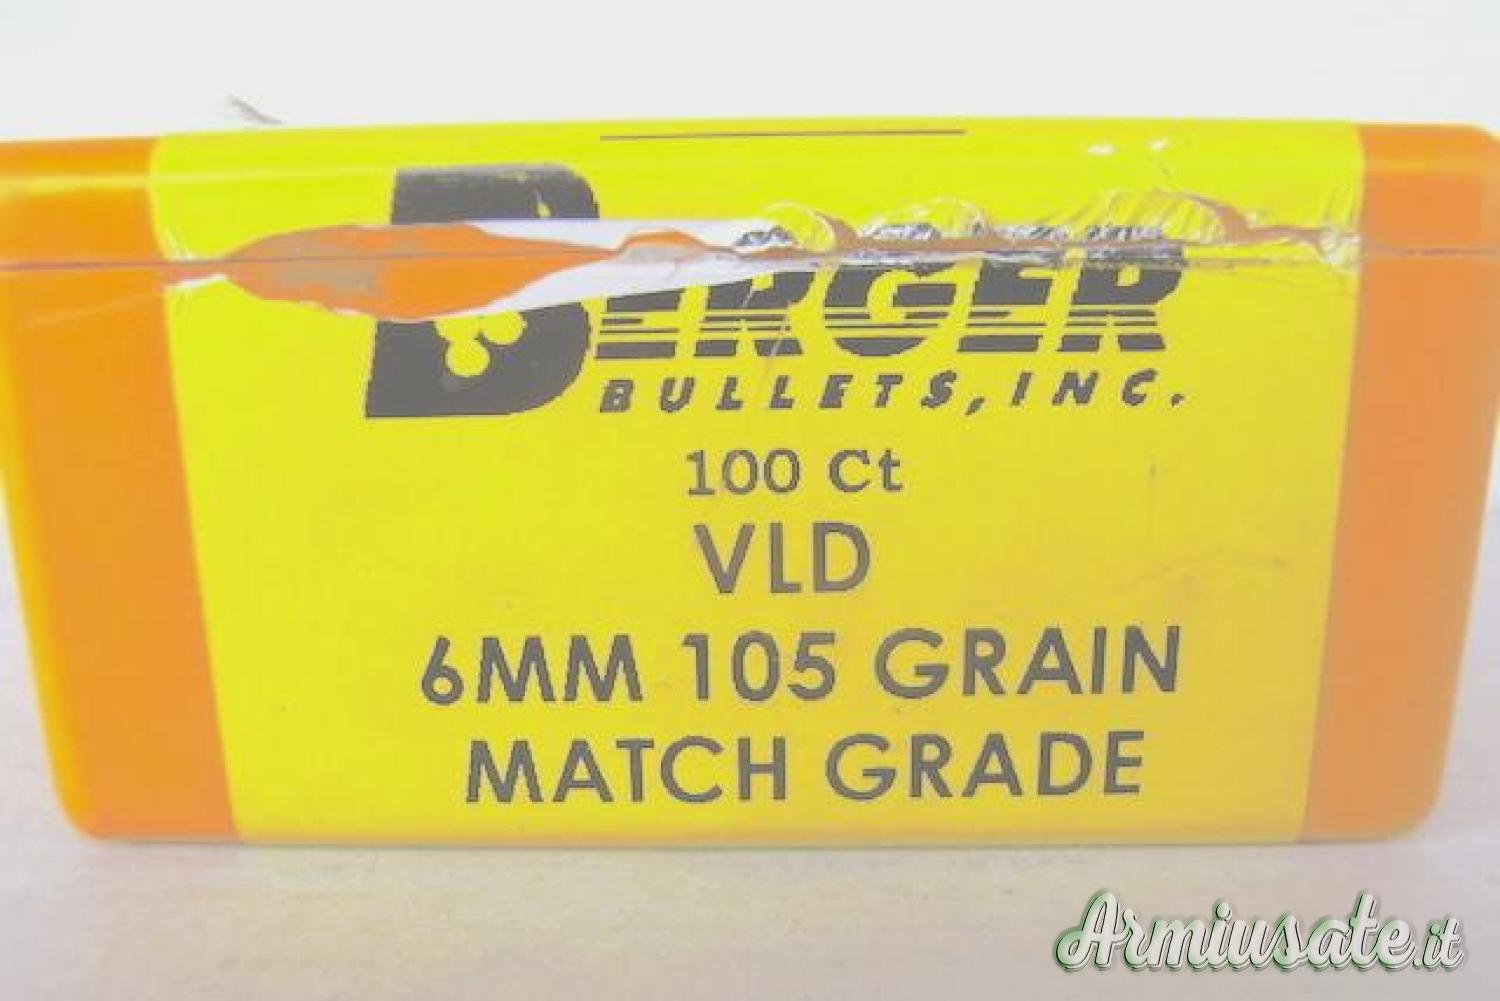 BERGER
BULLETS, INC.
100 Ct
VLD
6MM 105 GRAIN
MATCH GRADE
Armiusate.it